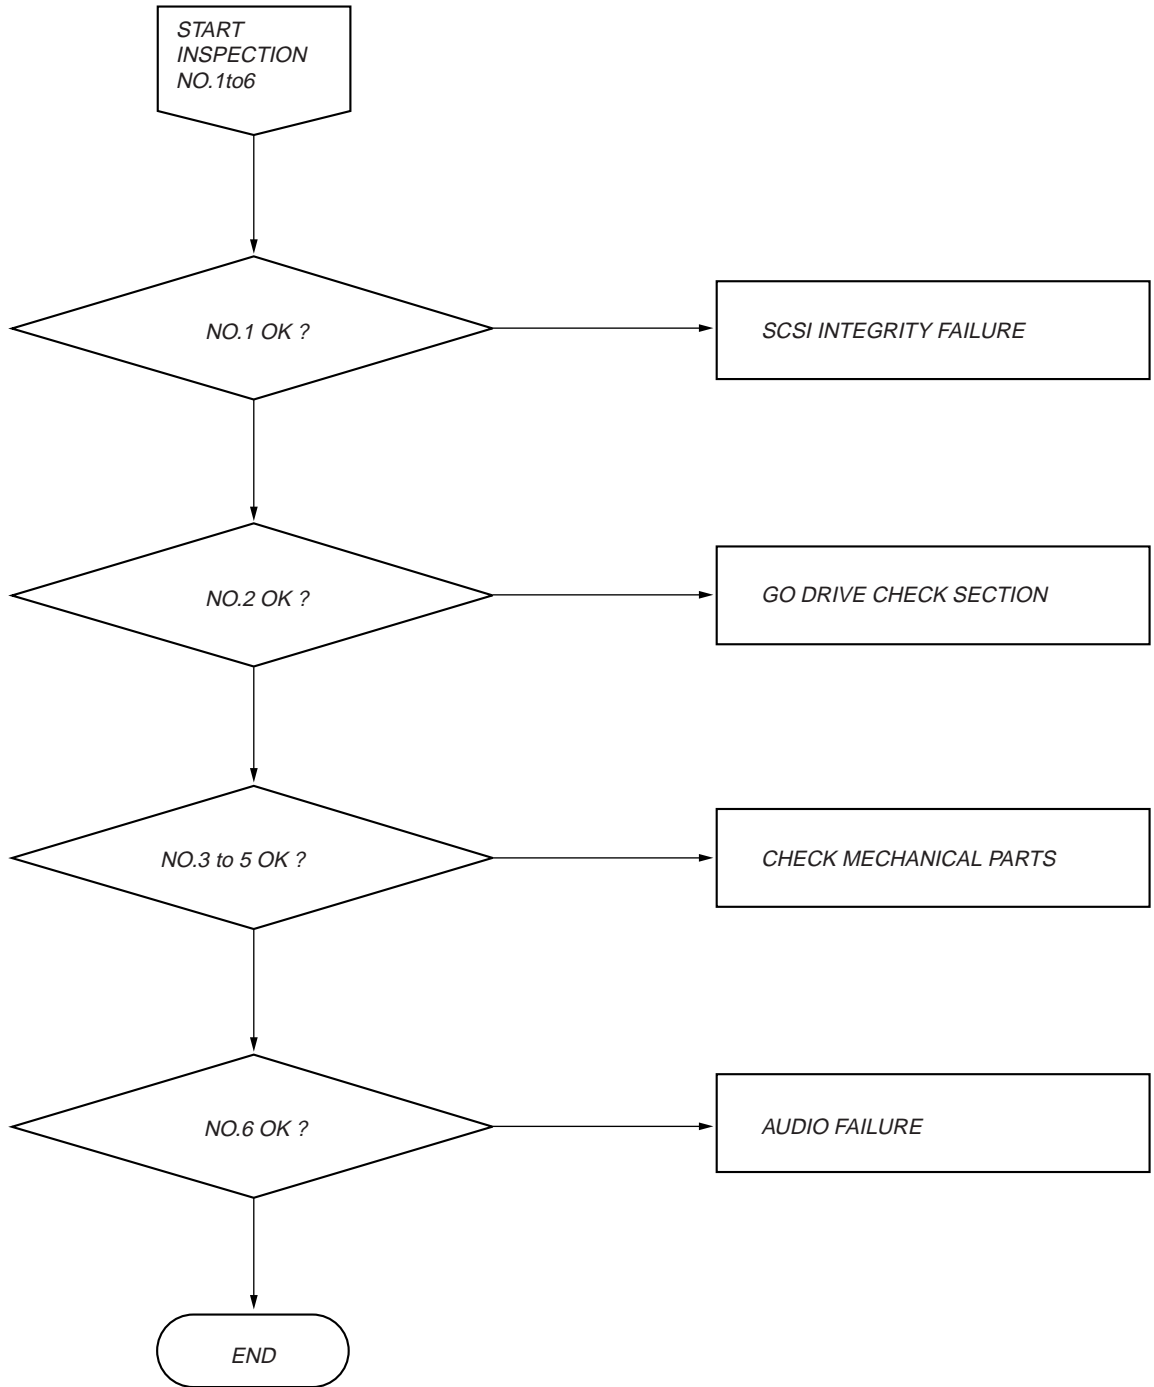 START
INSPECTION
NO.1to6
NO.1 OK ?
SCSI INTEGRITY FAILURE
NO.2 OK ?
GO DRIVE CHECK SECTION
NO.3 to 5 OK ?
CHECK MECHANICAL PARTS
NO.6 OK ?
AUDIO FAILURE
END